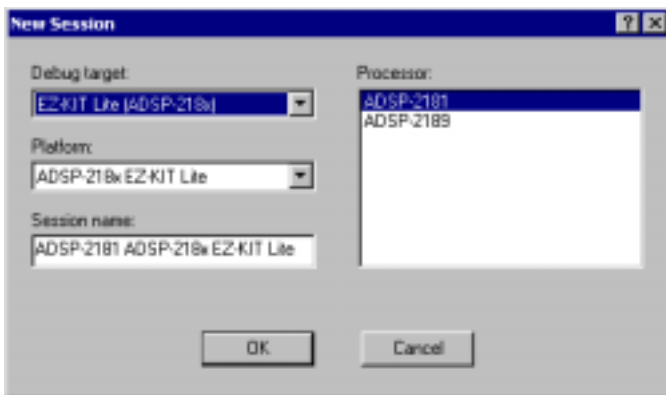 New Session
Debug target:
EZ-KIT Lite (ADSP-218x)
Platform:
ADSP-218x EZ-KIT Lite
Session name:
ADSP-2181 ADSP-218x EZ-KIT Lite
Processor:
ADSP-2181
ADSP-2189
OK
Cancel